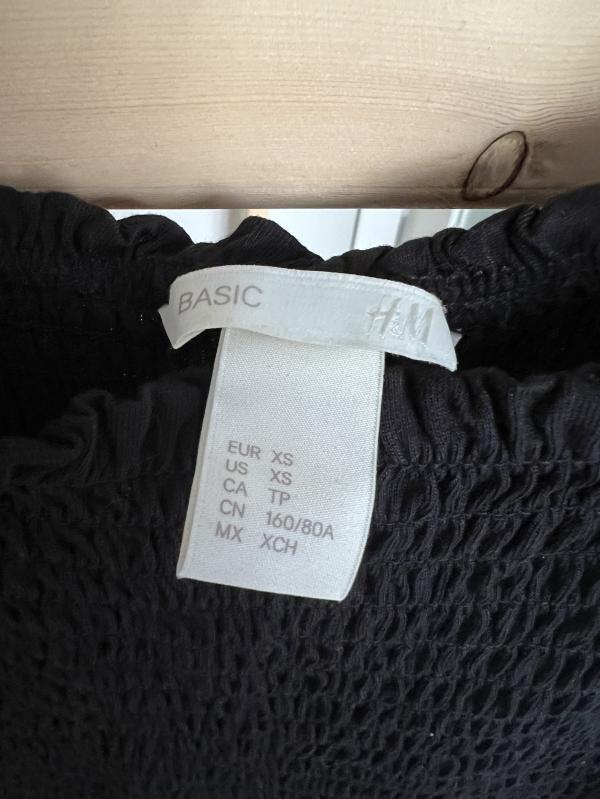 BASIC H&M
EUR XS
US XS
CA TP
CN 160/80A
MX XCH